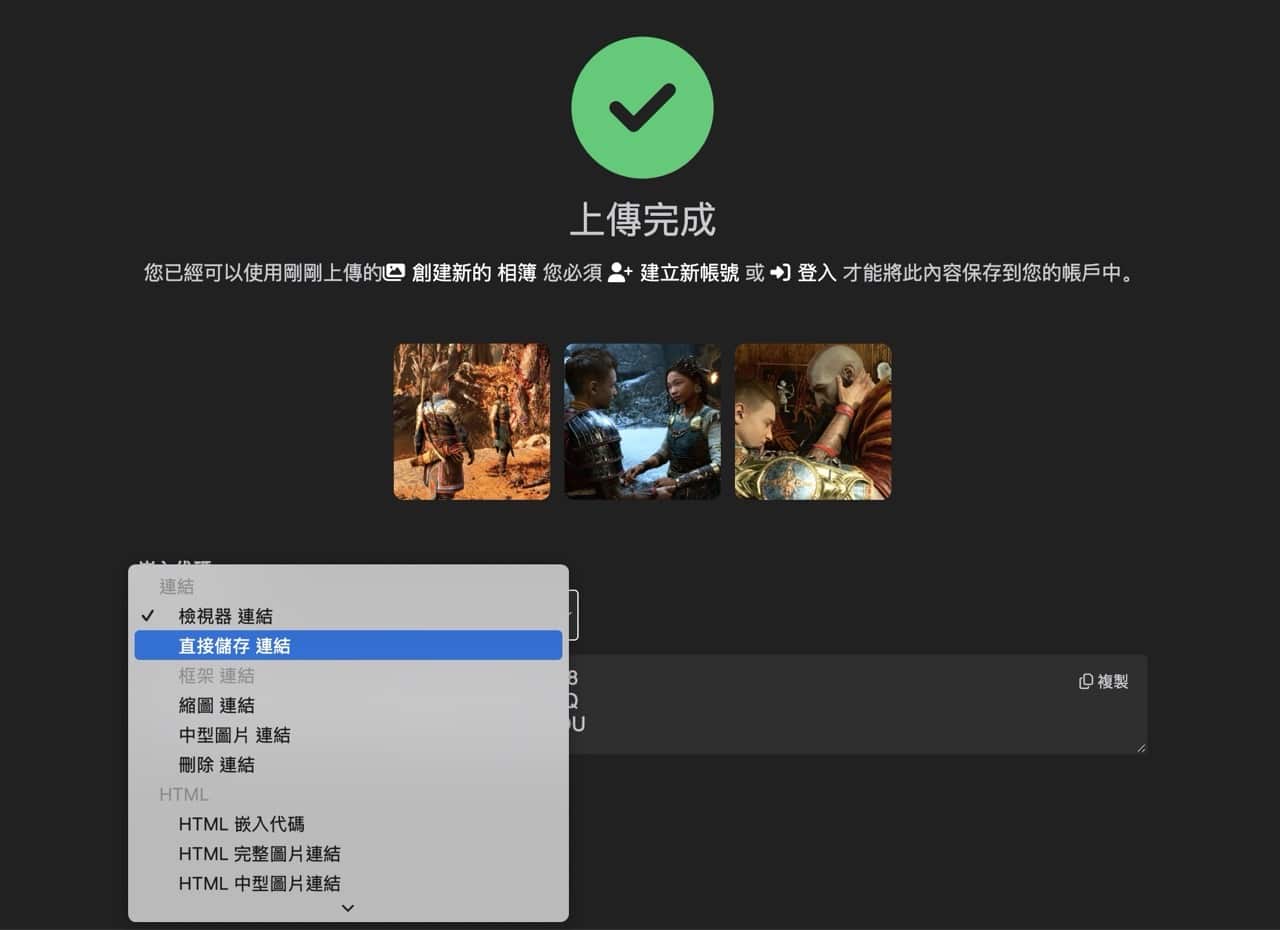 上傳完成
您已經可以使用剛剛上傳的 創建新的 相簿 您必須 建立新帳號 或 登入 才能將此內容保存到您的帳戶中。
連結
檢視器 連結
直接儲存 連結
框架 連結
縮圖 連結
中型圖片 連結
刪除 連結
HTML
HTML 嵌入代碼
HTML 完整圖片連結
HTML 中型圖片連結
8
Q
U
複製